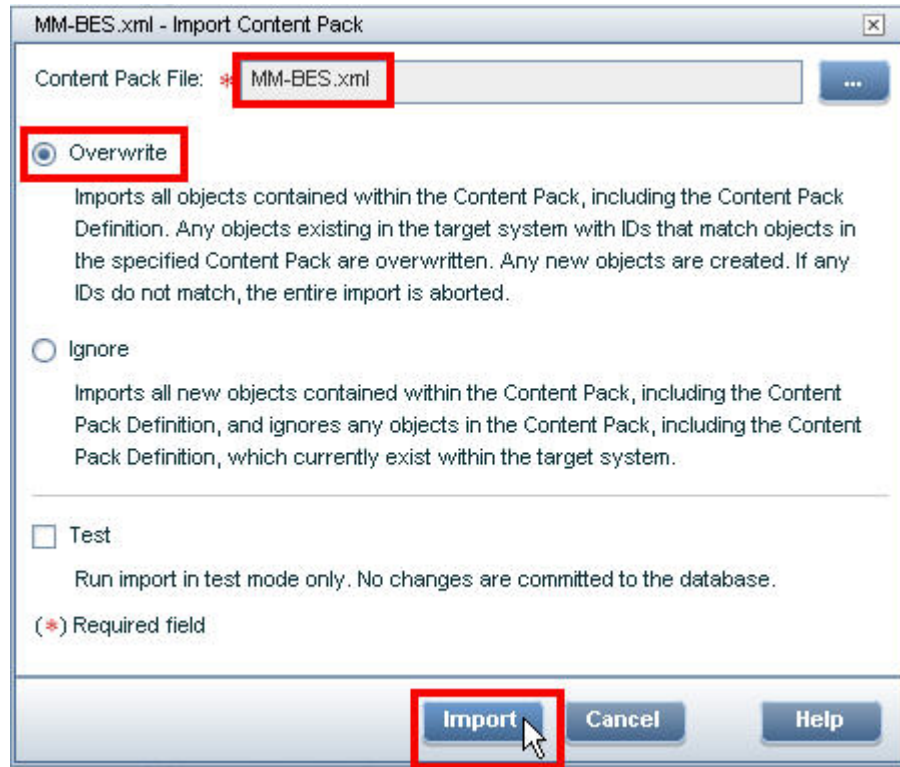 MM-BES.xml - Import Content Pack
Content Pack File: * MM-BES.xml ...
Overwrite
Imports all objects contained within the Content Pack, including the Content Pack
Definition. Any objects existing in the target system with IDs that match objects in
the specified Content Pack are overwritten. Any new objects are created. If any
IDs do not match, the entire import is aborted.
Ignore
Imports all new objects contained within the Content Pack, including the Content
Pack Definition, and ignores any objects in the Content Pack, including the Content
Pack Definition, which currently exist within the target system.
Test
Run import in test mode only. No changes are committed to the database.
(*) Required field
Import Cancel Help